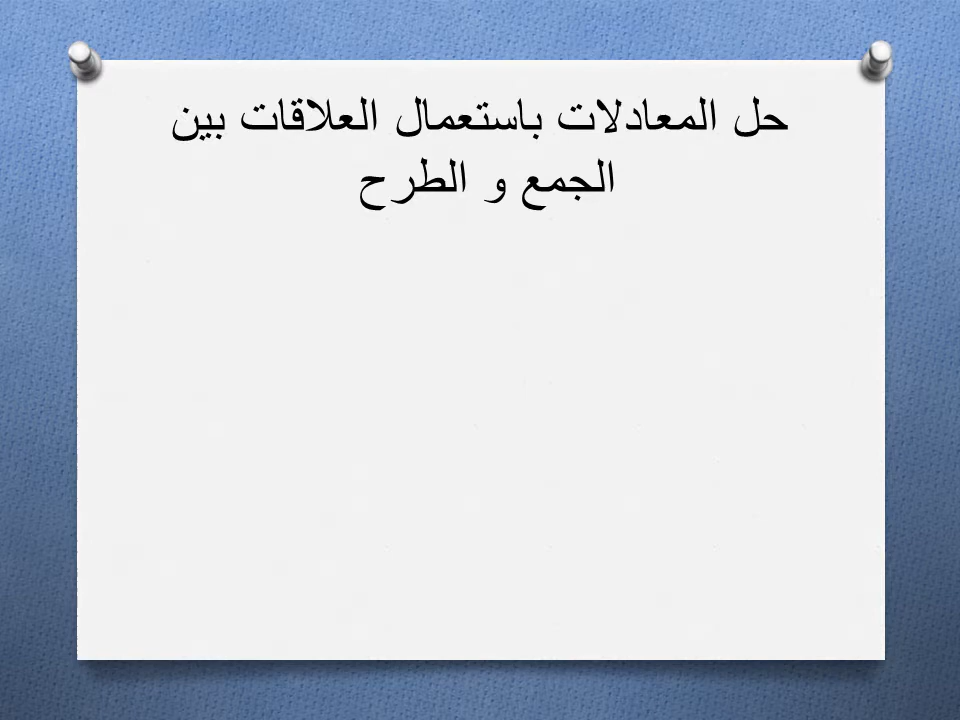 حل المعادلات باستعمال العلاقات بين
الجمع و الطرح